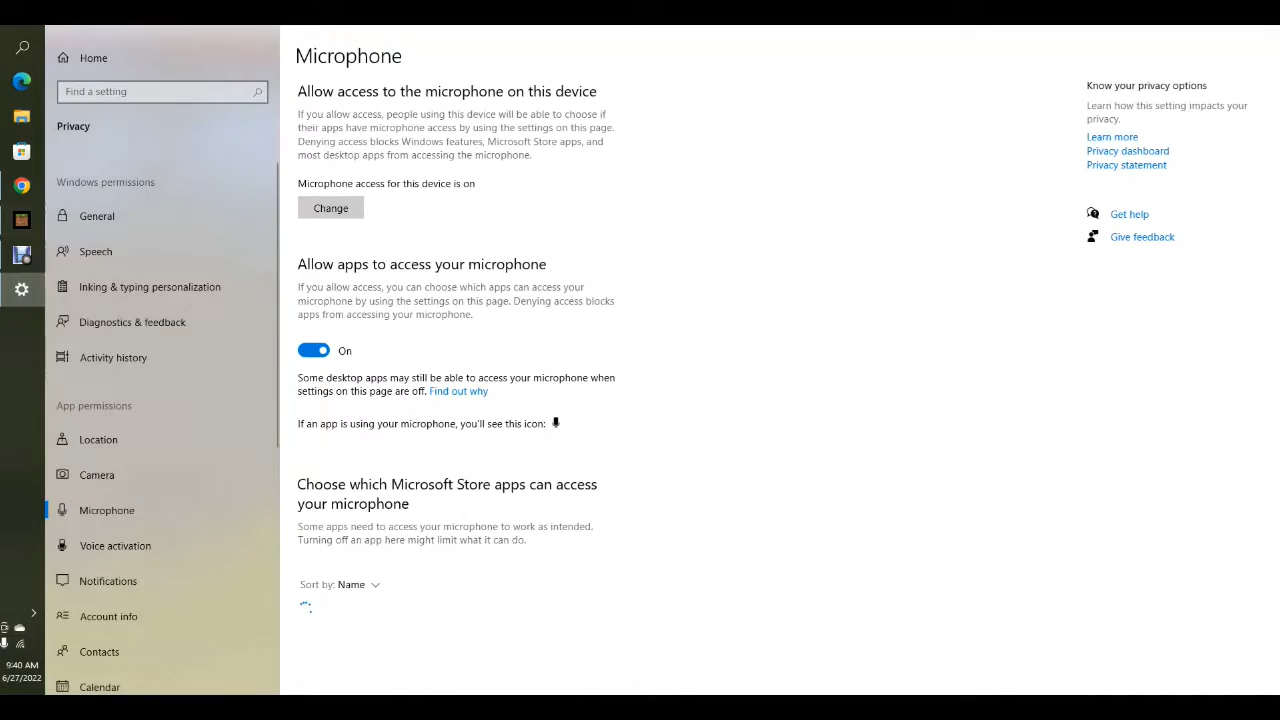 Home
Find a setting
Privacy
Windows permissions
General
Speech
Inking & typing personalization
Diagnostics & feedback
Activity history
App permissions
Location
Camera
Microphone
Voice activation
Notifications
Account info
Contacts
Calendar
9:40 AM
6/27/2022
Microphone
Allow access to the microphone on this device
If you allow access, people using this device will be able to choose if
their apps have microphone access by using the settings on this page.
Denying access blocks Windows features, Microsoft Store apps, and
most desktop apps from accessing the microphone.
Microphone access for this device is on
Change
Allow apps to access your microphone
If you allow access, you can choose which apps can access your
microphone by using the settings on this page. Denying access blocks
apps from accessing your microphone.
On
Some desktop apps may still be able to access your microphone when
settings on this page are off. Find out why
If an app is using your microphone, you'll see this icon:
Choose which Microsoft Store apps can access
your microphone
Some apps need to access your microphone to work as intended.
Turning off an app here might limit what it can do.
Sort by: Name
Know your privacy options
Learn how this setting impacts your
privacy.
Learn more
Privacy dashboard
Privacy statement
Get help
Give feedback